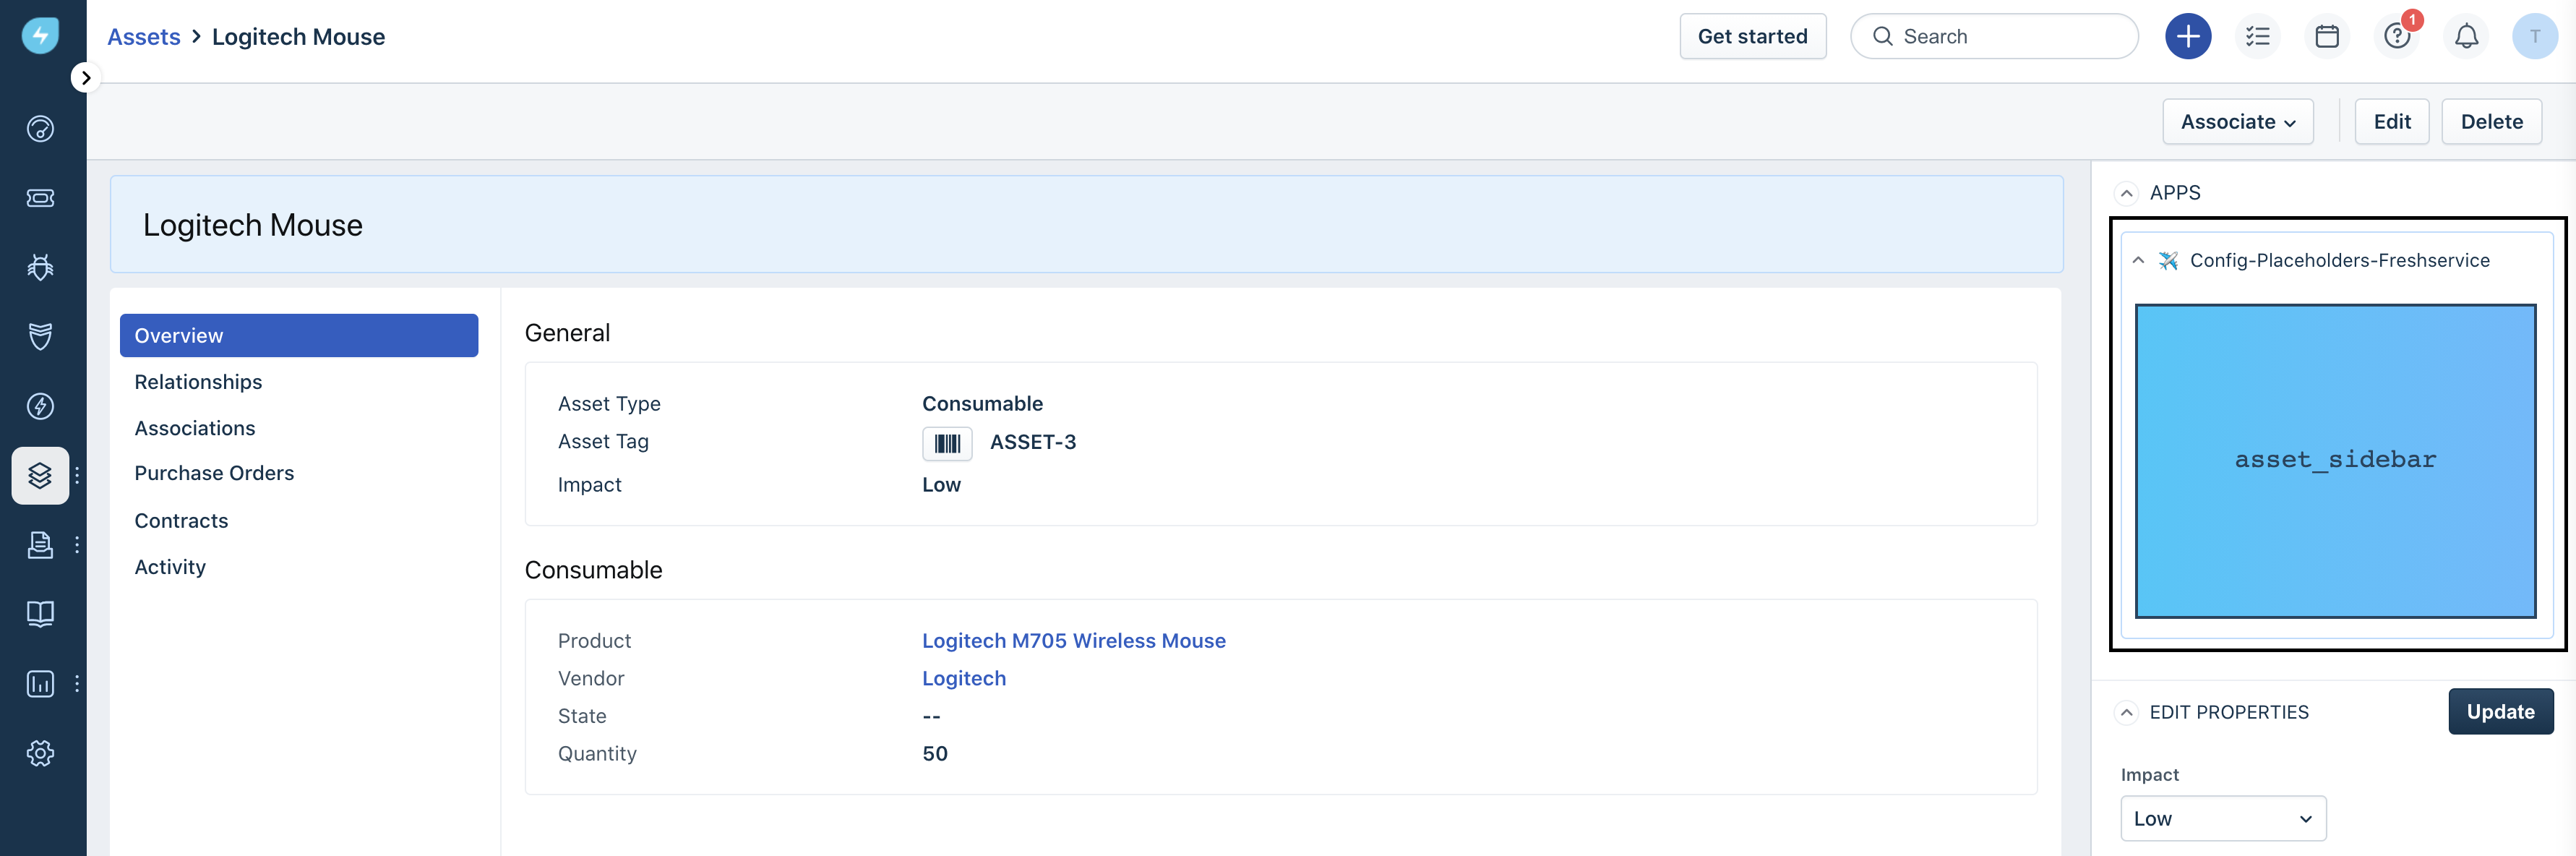 Assets > Logitech Mouse
Get started
Search
1
T
Associate
Edit
Delete
Logitech Mouse
Overview
Relationships
Associations
Purchase Orders
Contracts
Activity
General
Asset Type Consumable
Asset Tag ASSET-3
Impact Low
Consumable
Product Logitech M705 Wireless Mouse
Vendor Logitech
State --
Quantity 50
APPS
Config-Placeholders-Freshservice
asset_sidebar
EDIT PROPERTIES
Update
Impact
Low